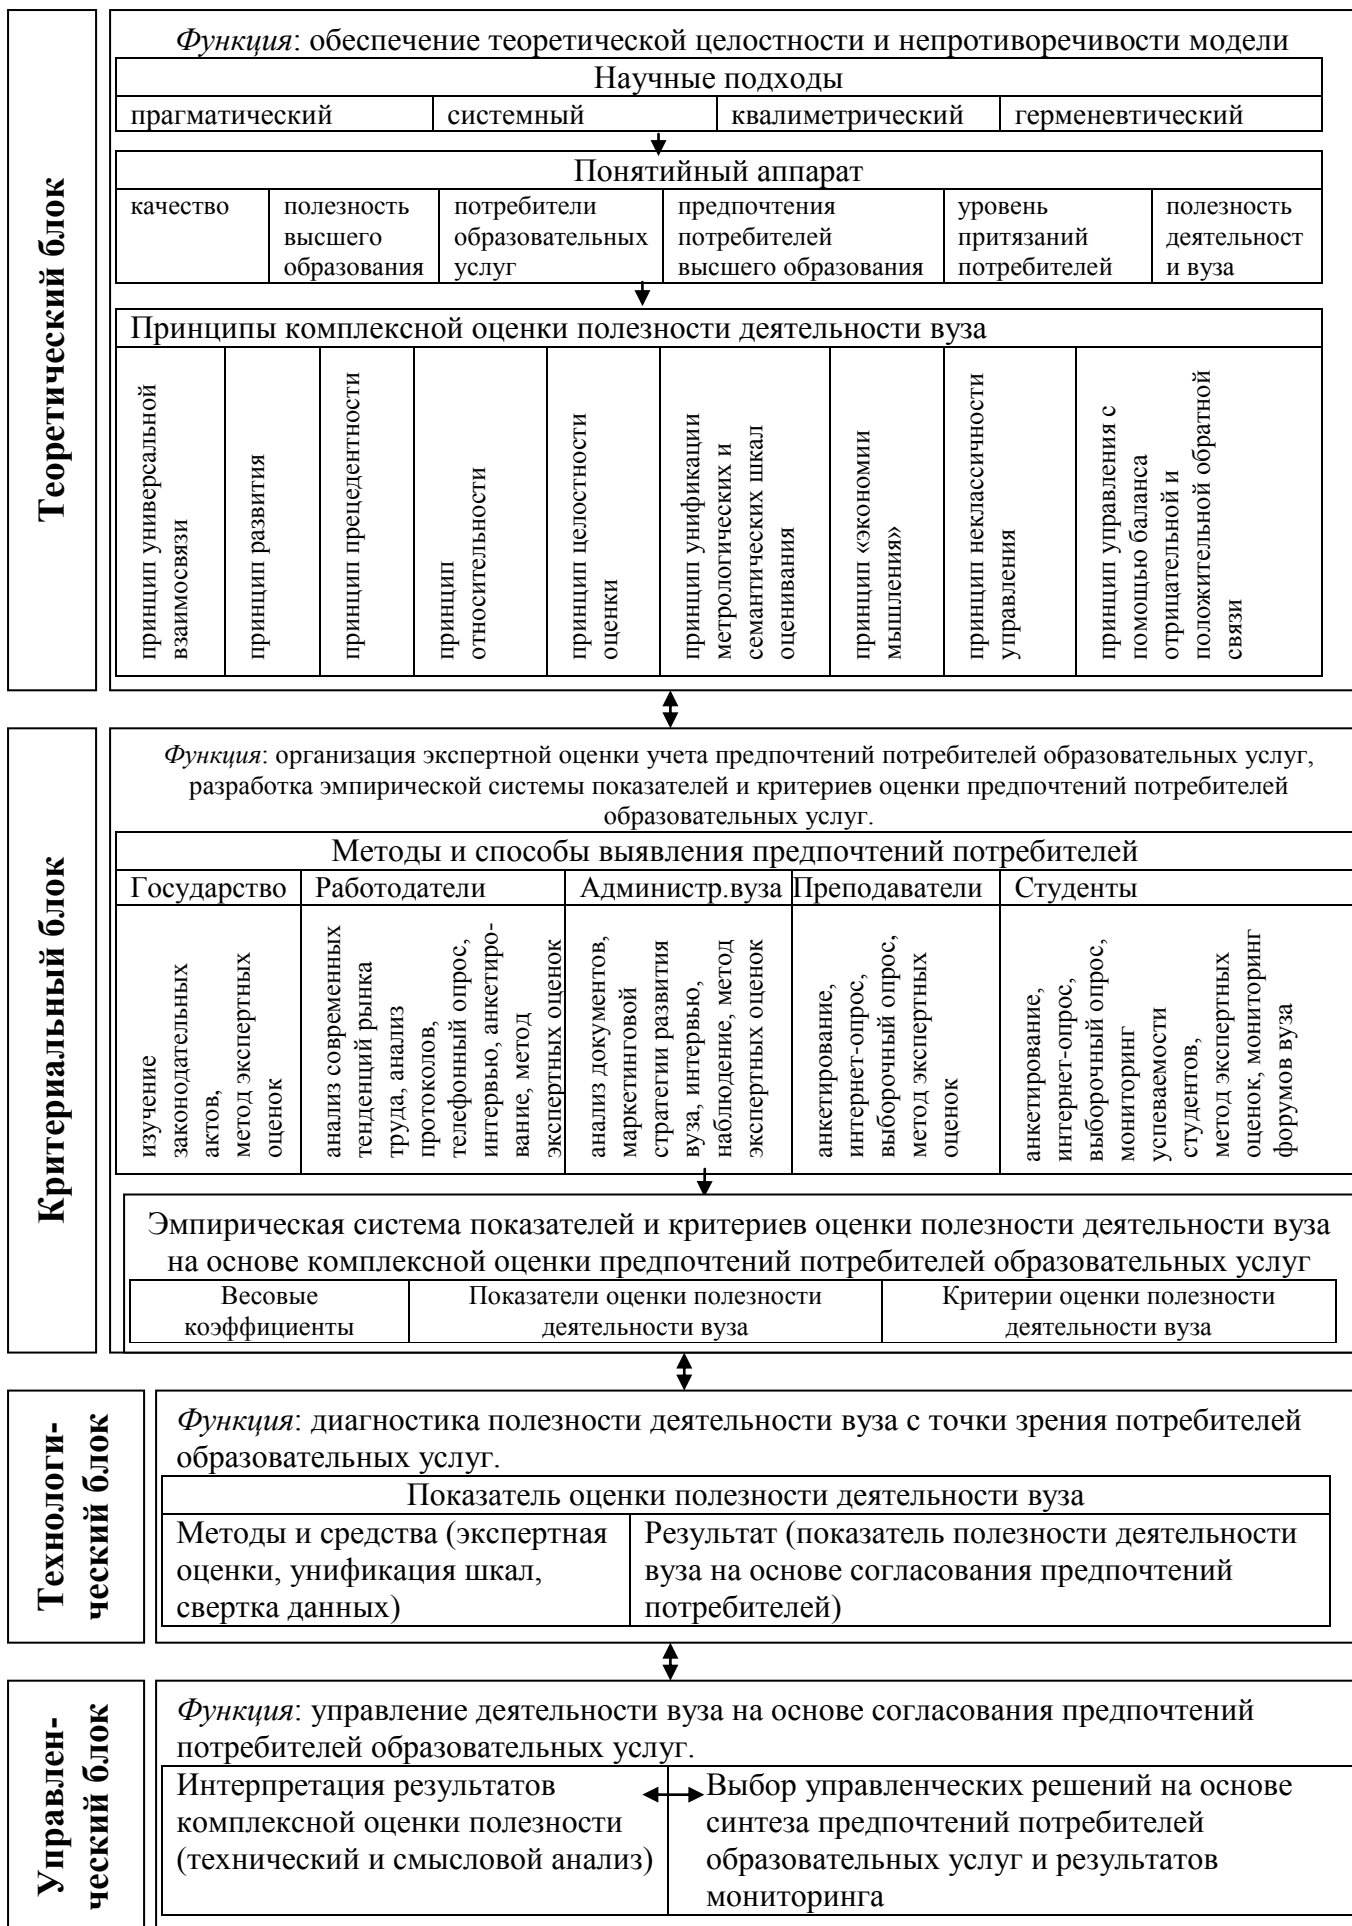 Теоретический блок
Функция: обеспечение теоретической целостности и непротиворечивости модели
Научные подходы
прагматический
системный
квалиметрический
герменевтический
Понятийный аппарат
качество
полезность
высшего
образования
потребители
образовательных
услуг
предпочтения
потребителей
высшего образования
уровень
притязаний
потребителей
полезность
деятельност
и вуза
Принципы комплексной оценки полезности деятельности вуза
принцип универсальной
взаимосвязи
принцип развития
принцип прецедентности
принцип
относительности
принцип целостности
оценки
принцип унификации
метрологических и
семантических шкал
оценивания
принцип «экономии
мышления»
принцип неклассичности
управления
принцип управления с
помощью баланса
отрицательной и
положительной обратной
связи
Критериальный блок
Функция: организация экспертной оценки учета предпочтений потребителей образовательных услуг,
разработка эмпирической системы показателей и критериев оценки предпочтений потребителей
образовательных услуг.
Методы и способы выявления предпочтений потребителей
Государство
Работодатели
Администр.вуза
Преподаватели
Студенты
изучение
законодательных
актов,
метод экспертных
оценок
анализ современных
тенденций рынка
труда, анализ
протоколов,
телефонный опрос,
интервью, анкетиро-
вание, метод
экспертных оценок
анализ документов,
маркетинговой
стратегии развития
вуза, интервью,
наблюдение, метод
экспертных оценок
анкетирование,
интернет-опрос,
выборочный опрос,
метод экспертных
оценок
анкетирование,
интернет-опрос,
выборочный опрос,
мониторинг
успеваемости
студентов,
метод экспертных
оценок, мониторинг
форумов вуза
Эмпирическая система показателей и критериев оценки полезности деятельности вуза
на основе комплексной оценки предпочтений потребителей образовательных услуг
Весовые
коэффициенты
Показатели оценки полезности
деятельности вуза
Критерии оценки полезности
деятельности вуза
Технологи-
ческий блок
Функция: диагностика полезности деятельности вуза с точки зрения потребителей
образовательных услуг.
Показатель оценки полезности деятельности вуза
Методы и средства (экспертная
оценки, унификация шкал,
свертка данных)
Результат (показатель полезности деятельности
вуза на основе согласования предпочтений
потребителей)
Управлен-
ческий блок
Функция: управление деятельности вуза на основе согласования предпочтений
потребителей образовательных услуг.
Интерпретация результатов
комплексной оценки полезности
(технический и смысловой анализ)
Выбор управленческих решений на основе
синтеза предпочтений потребителей
образовательных услуг и результатов
мониторинга